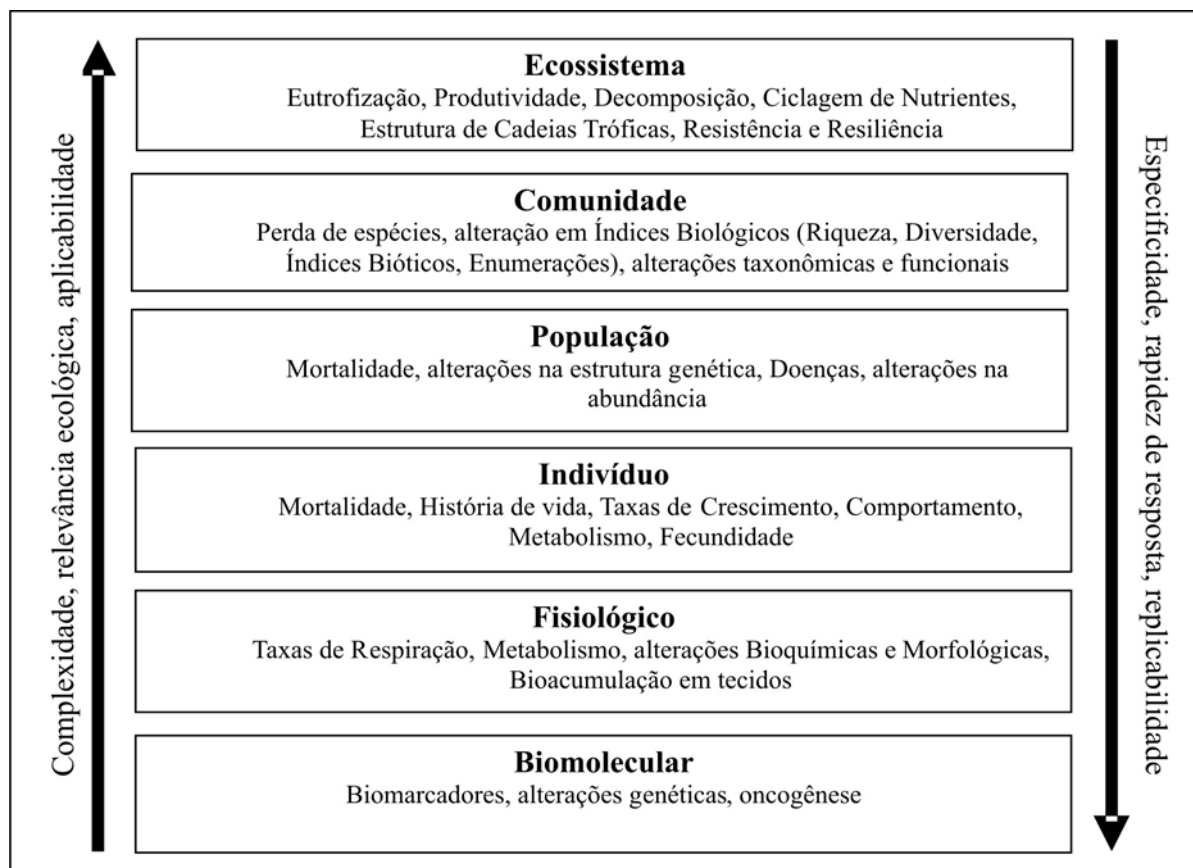 Complexidade, relevância ecológica, aplicabilidade
Ecossistema
Eutrofização, Produtividade, Decomposição, Ciclagem de Nutrientes,
Estrutura de Cadeias Tróficas, Resistência e Resiliência
Comunidade
Perda de espécies, alteração em Índices Biológicos (Riqueza, Diversidade,
Índices Bióticos, Enumerações), alterações taxonômicas e funcionais
População
Mortalidade, alterações na estrutura genética, Doenças, alterações na
abundância
Indivíduo
Mortalidade, História de vida, Taxas de Crescimento, Comportamento,
Metabolismo, Fecundidade
Fisiológico
Taxas de Respiração, Metabolismo, alterações Bioquímicas e Morfológicas,
Bioacumulação em tecidos
Biomolecular
Biomarcadores, alterações genéticas, oncogênese
Especificidade, rapidez de resposta, replicabilidade